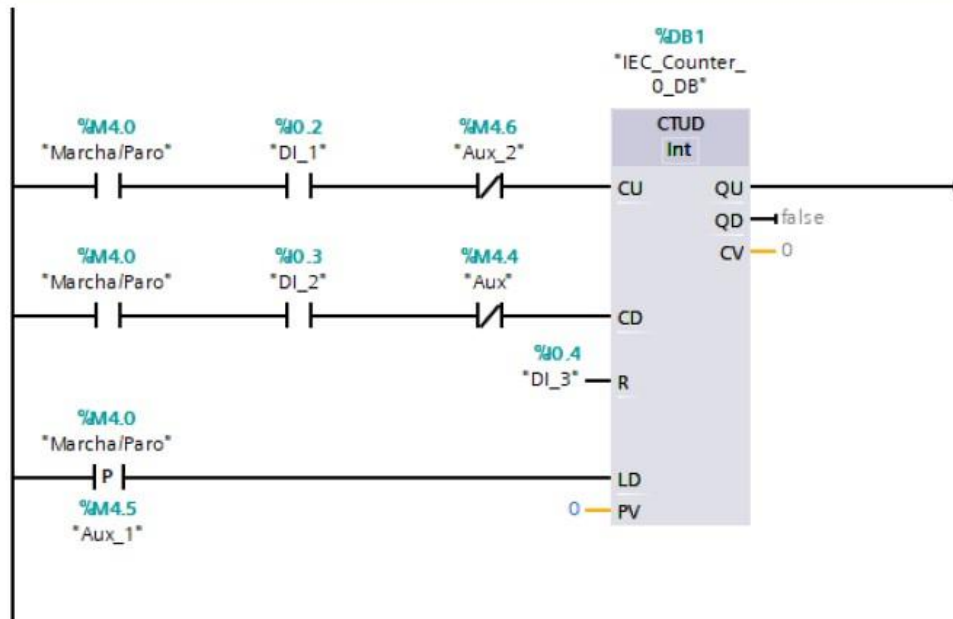 %DB1
"IEC_Counter_
0_DB"
%M4.0
"Marcha/Paro"
%I0.2
"DI_1"
%M4.6
"Aux_2"
CTUD
Int
CU
QU
QD
false
CV
0
%M4.0
"Marcha/Paro"
%I0.3
"DI_2"
%M4.4
"Aux"
CD
%I0.4
"DI_3"
R
%M4.0
"Marcha/Paro"
P
%M4.5
"Aux_1"
LD
0
PV